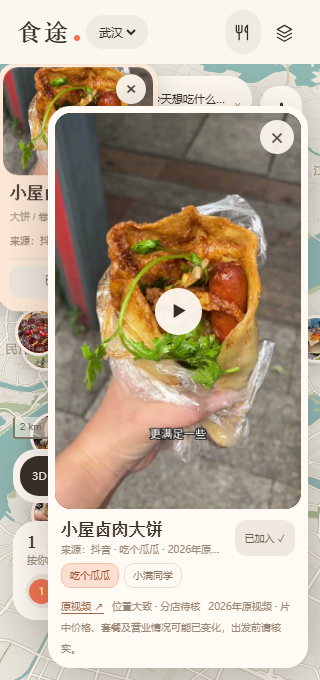 食途
武汉
天想吃什么…
小屋
大饼 / 卷
来源：抖
2 km
3D
1
按你
1
更满足一些
小屋卤肉大饼
来源：抖音 · 吃个瓜瓜 · 2026年原…
已加入 ✓
吃个瓜瓜
小满同学
原视频 ↗ 位置大致 · 分店待核 2026年原视频 · 片
中价格、套餐及营业情况可能已变化，出发前请核
实。